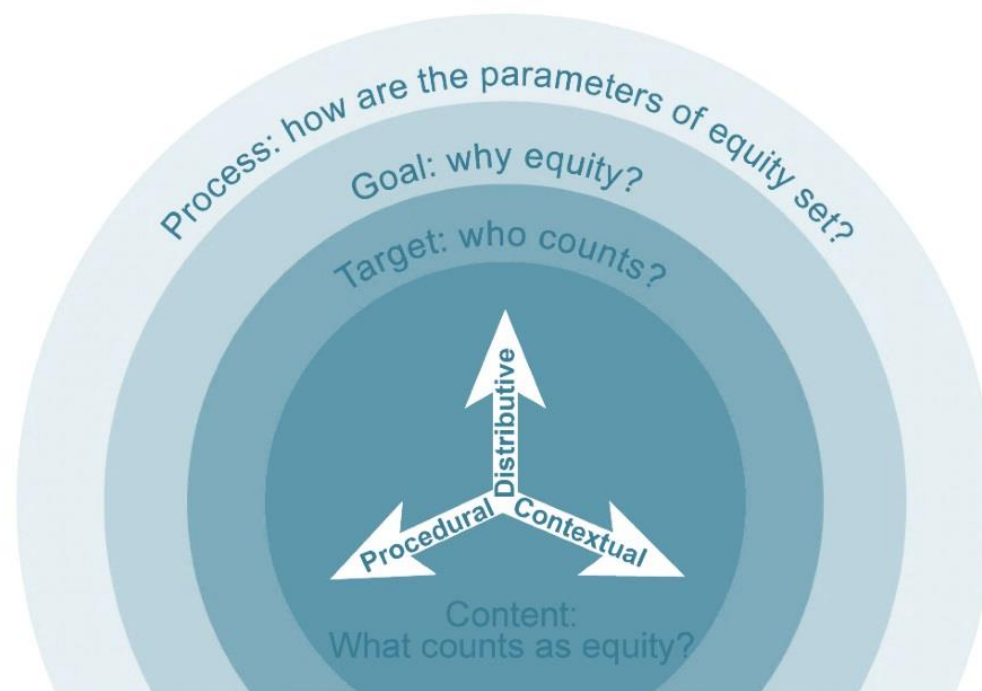 Process: how are the parameters of equity set?
Goal: why equity?
Target: who counts?
Distributive
Procedural
Contextual
Content:
What counts as equity?